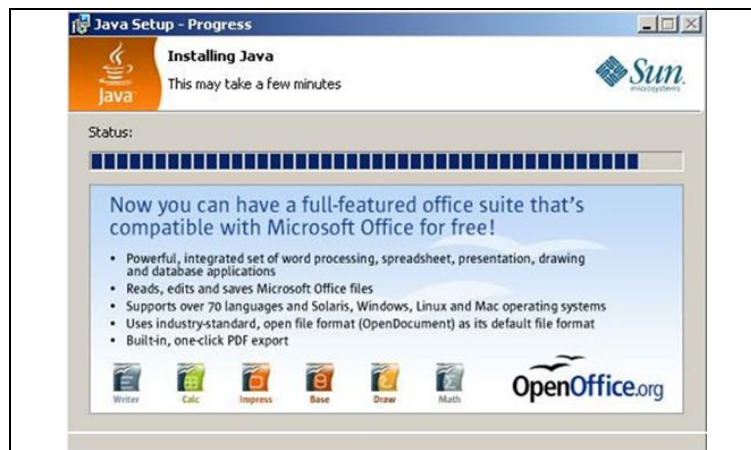 Java Setup - Progress
Installing Java
This may take a few minutes
Java
Sun
microsystems
Status:
Now you can have a full-featured office suite that's
compatible with Microsoft Office for free!
• Powerful, integrated set of word processing, spreadsheet, presentation, drawing
and database applications
• Reads, edits and saves Microsoft Office files
• Supports over 70 languages and Solaris, Windows, Linux and Mac operating systems
• Uses industry-standard, open file format (OpenDocument) as its default file format
• Built-in, one-click PDF export
Writer Calc Impress Base Draw Math
OpenOffice.org